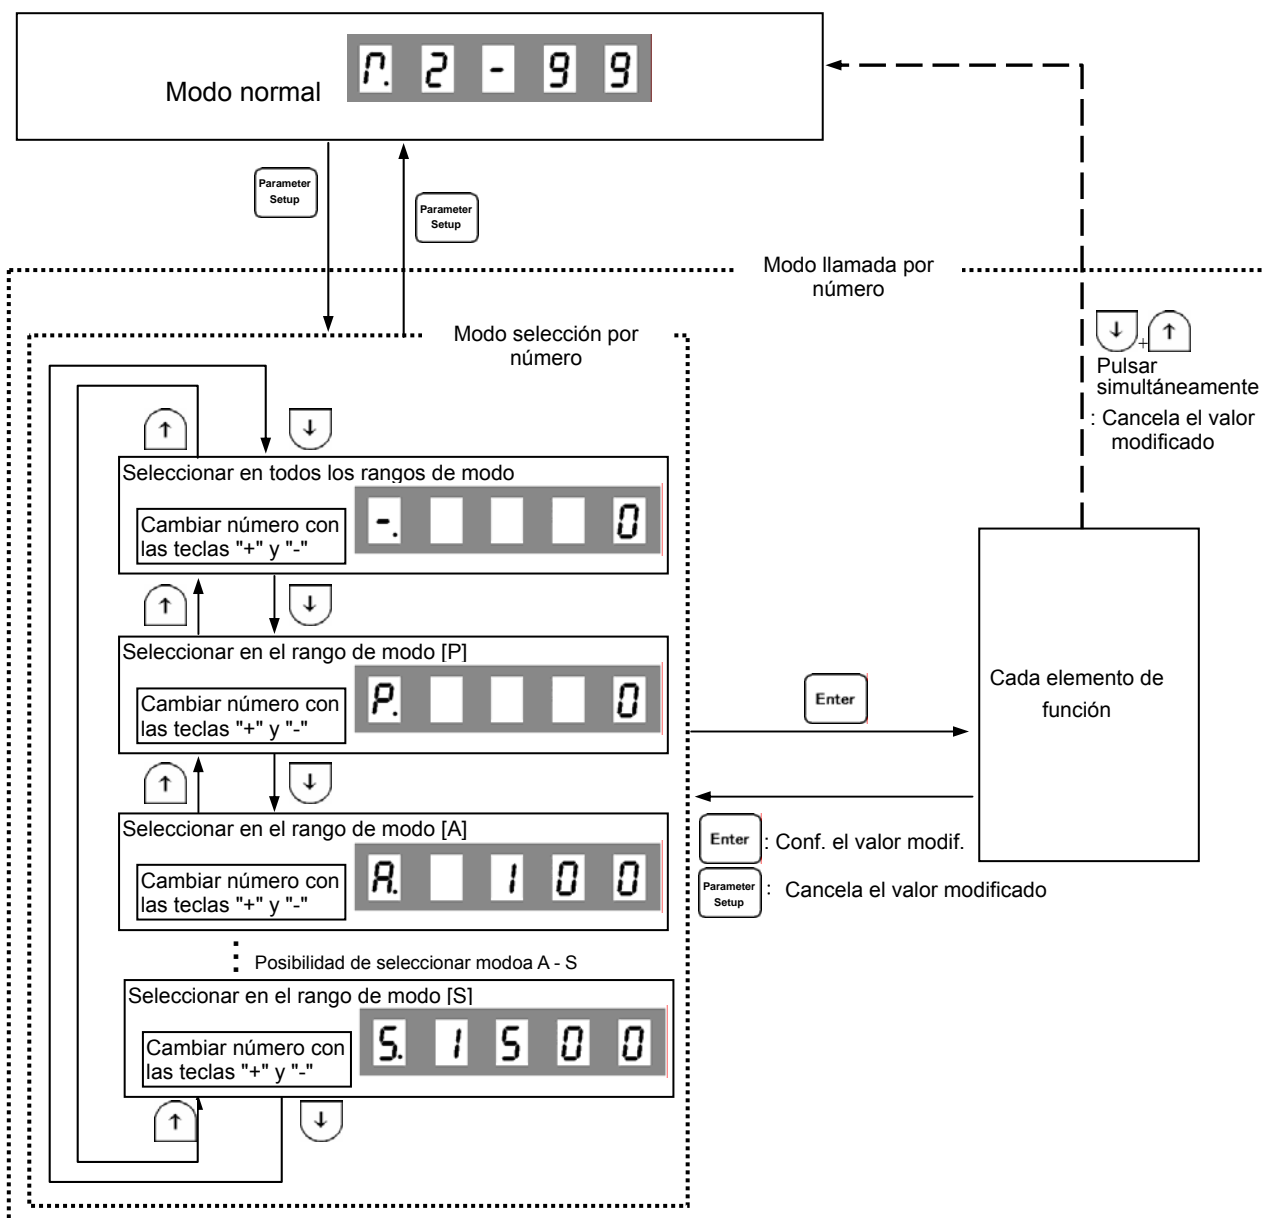 Modo normal
Γ. 2 - 9 9
Parameter
Setup
Parameter
Setup
Modo llamada por
número
Modo selección por
número
↓ + ↑
Pulsar
simultáneamente
: Cancela el valor
modificado
↑ ↓
Seleccionar en todos los rangos de modo
Cambiar número con
las teclas "+" y "-"
-. 0
↑ ↓
Seleccionar en el rango de modo [P]
Cambiar número con
las teclas "+" y "-"
P. 0
Enter
Cada elemento de
función
↑ ↓
Seleccionar en el rango de modo [A]
Cambiar número con
las teclas "+" y "-"
A. 1 0 0
Enter : Conf. el valor modif.
Parameter
Setup
: Cancela el valor modificado
⋮ Posibilidad de seleccionar modoa A - S
Seleccionar en el rango de modo [S]
Cambiar número con
las teclas "+" y "-"
S. 1 5 0 0
↑ ↓